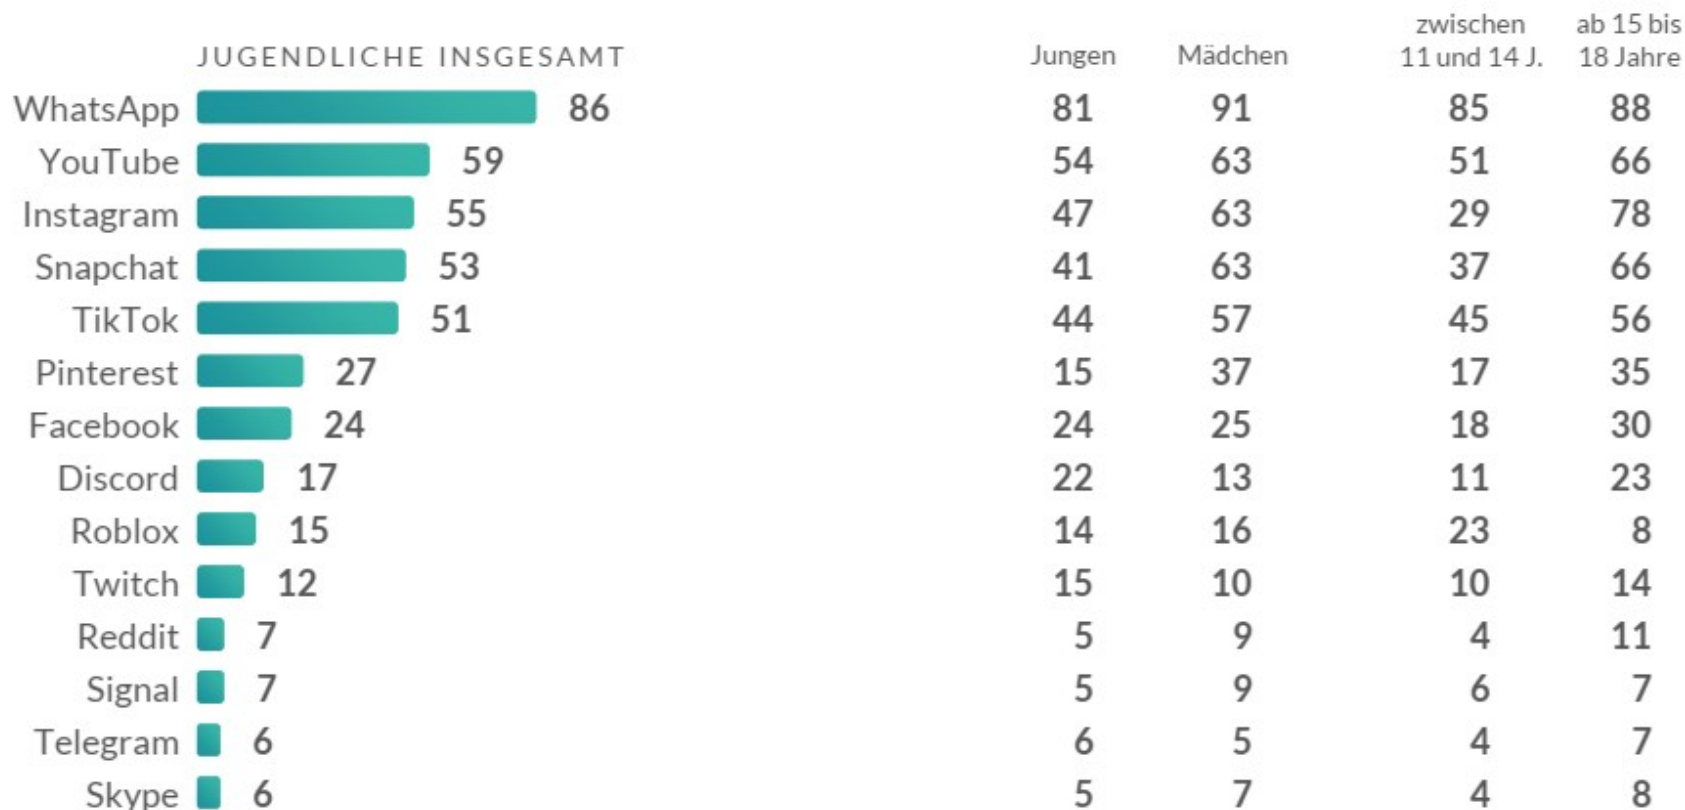 zwischen ab 15 bis
JUGENDLICHE INSGESAMT Jungen Mädchen 11 und 14 J. 18 Jahre
WhatsApp 86 81 91 85 88
YouTube 59 54 63 51 66
Instagram 55 47 63 29 78
Snapchat 53 41 63 37 66
TikTok 51 44 57 45 56
Pinterest 27 15 37 17 35
Facebook 24 24 25 18 30
Discord 17 22 13 11 23
Roblox 15 14 16 23 8
Twitch 12 15 10 10 14
Reddit 7 5 9 4 11
Signal 7 5 9 6 7
Telegram 6 6 5 4 7
Skype 6 5 7 4 8